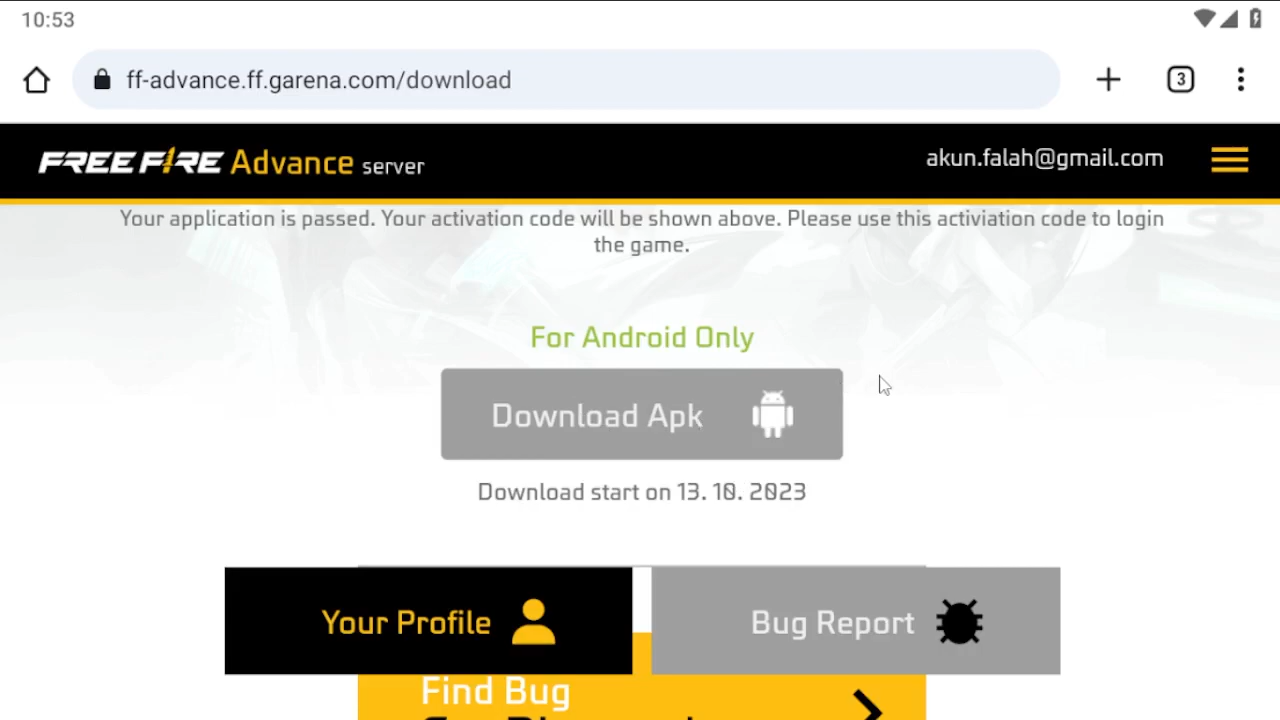 10:53
ff-advance.ff.garena.com/download
3
FREE FIRE Advance server
akun.falah@gmail.com
Your application is passed. Your activation code will be shown above. Please use this activiation code to login
the game.
For Android Only
Download Apk
Download start on 13. 10. 2023
Your Profile
Bug Report
Find Bug